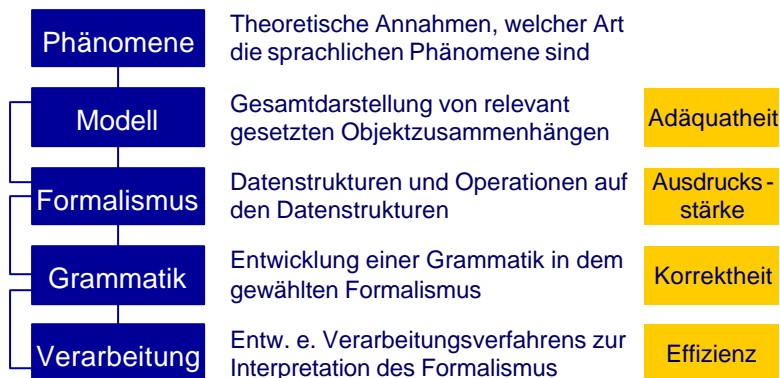 Phänomene
Theoretische Annahmen, welcher Art
die sprachlichen Phänomene sind
Modell
Gesamtdarstellung von relevant
gesetzten Objektzusammenhängen
Adäquatheit
Formalismus
Datenstrukturen und Operationen auf
den Datenstrukturen
Ausdrucks-
stärke
Grammatik
Entwicklung einer Grammatik in dem
gewählten Formalismus
Korrektheit
Verarbeitung
Entw. e. Verarbeitungsverfahrens zur
Interpretation des Formalismus
Effizienz